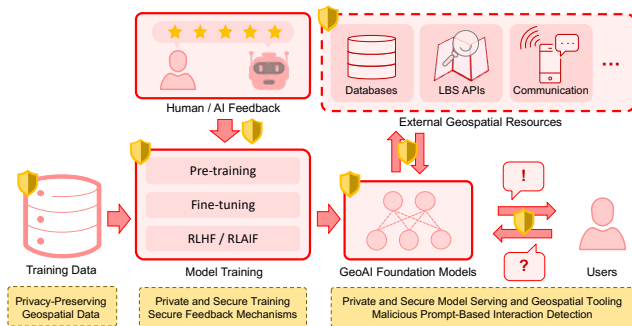 Databases
LBS APIs
Communication
...
Human / AI Feedback
External Geospatial Resources
Pre-training
Fine-tuning
RLHF / RLAIF
!
?
Training Data
Model Training
GeoAI Foundation Models
Users
Privacy-Preserving
Geospatial Data
Private and Secure Training
Secure Feedback Mechanisms
Private and Secure Model Serving and Geospatial Tooling
Malicious Prompt-Based Interaction Detection